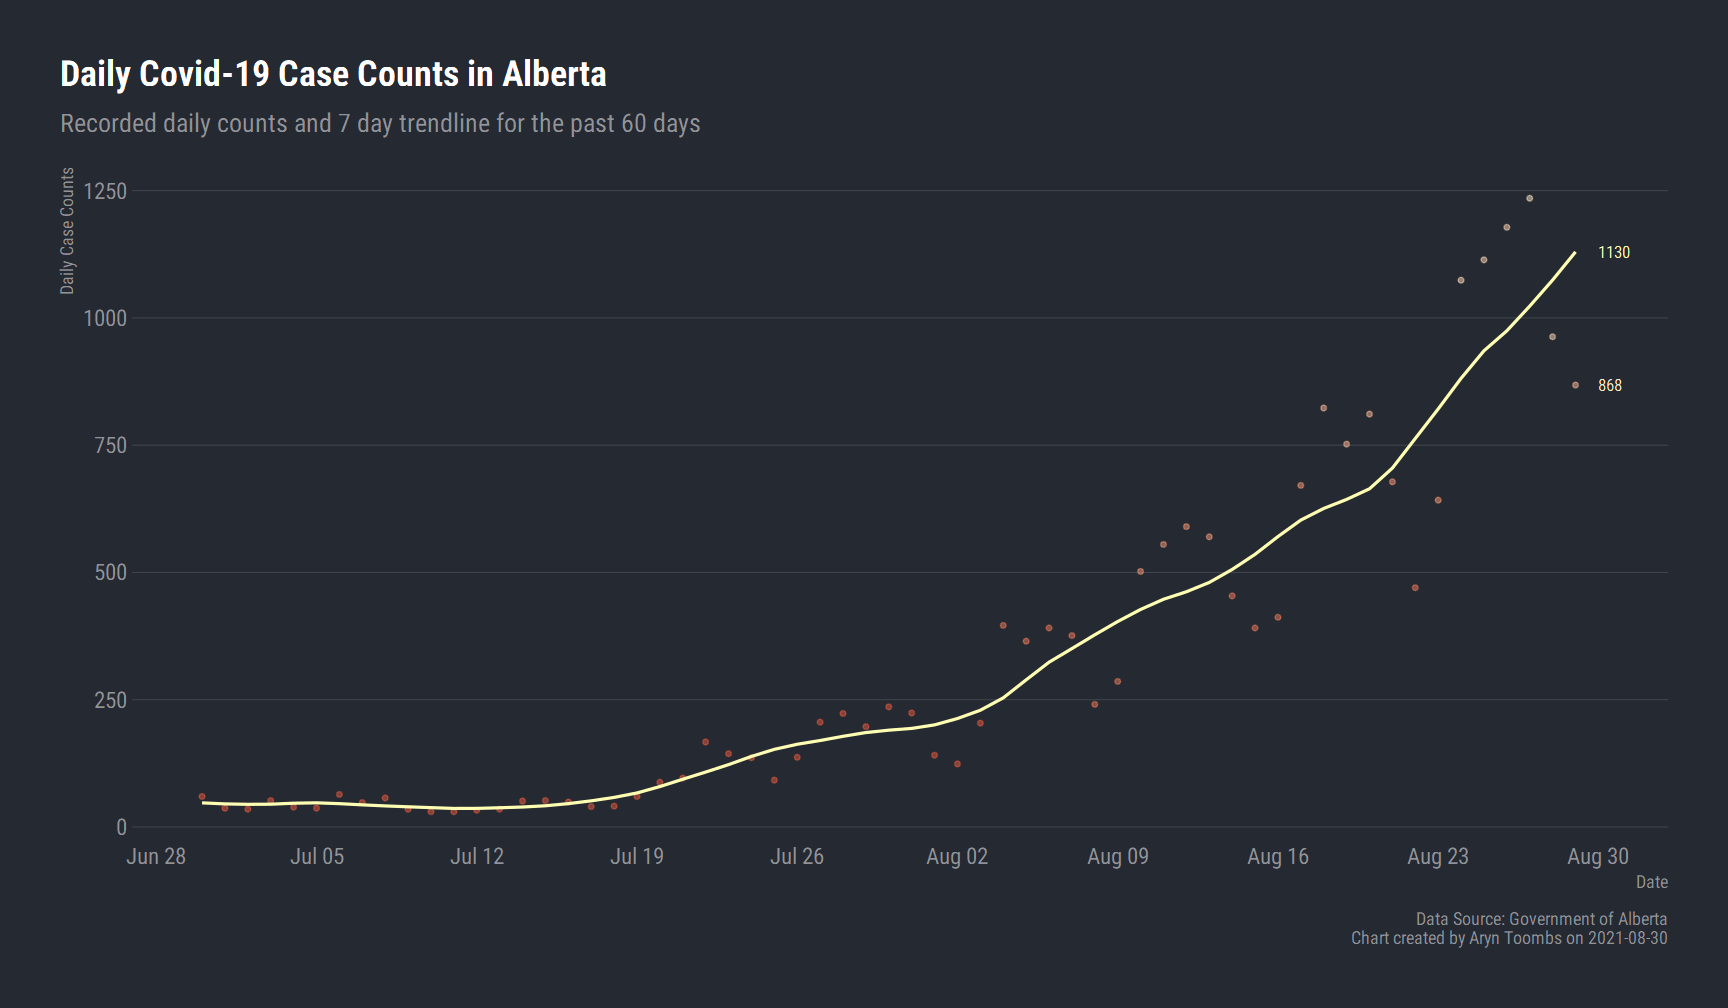 Daily Covid-19 Case Counts in Alberta
Recorded daily counts and 7 day trendline for the past 60 days
Daily Case Counts
1250
1000
750
500
250
0
1130
868
Jun 28 Jul 05 Jul 12 Jul 19 Jul 26 Aug 02 Aug 09 Aug 16 Aug 23 Aug 30
Date
Data Source: Government of Alberta
Chart created by Aryn Toombs on 2021-08-30